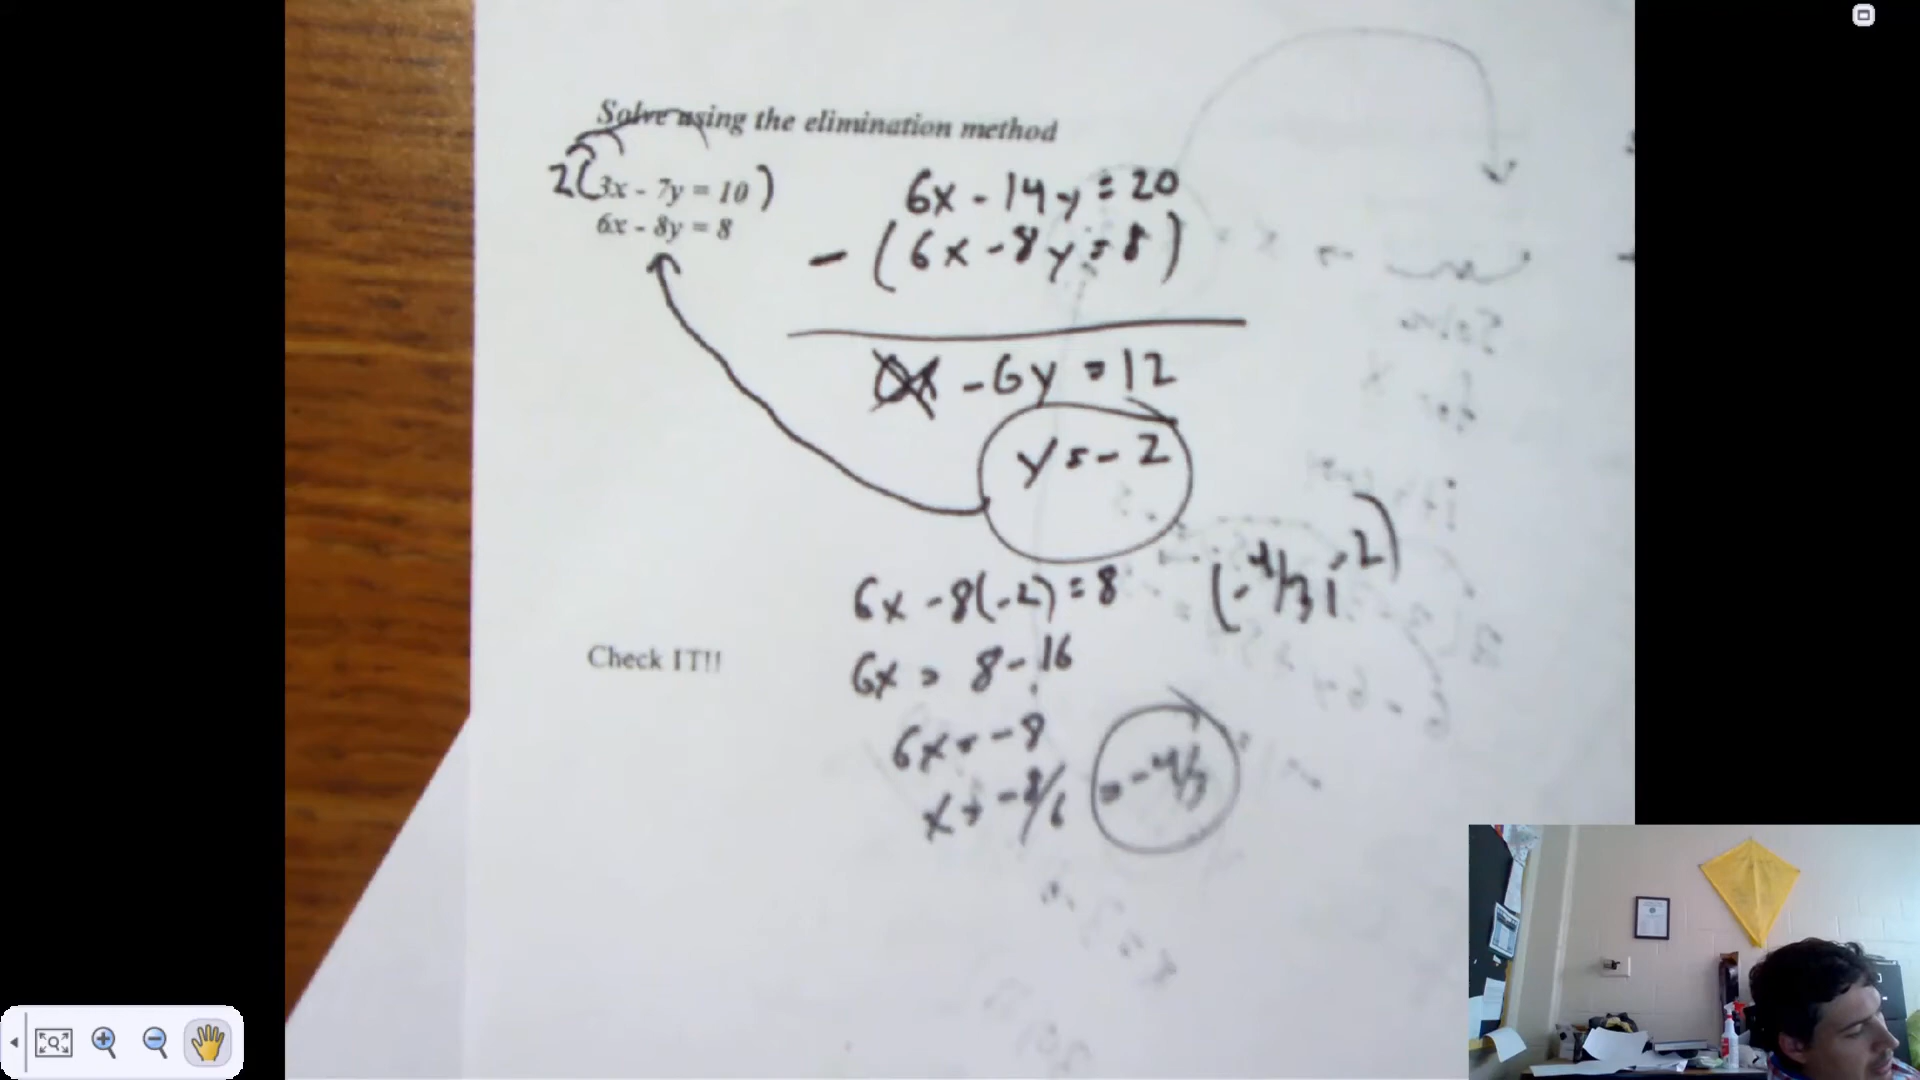 Solve using the elimination method
2(3x - 7y = 10)
6x - 8y = 8
6x - 14y = 20
- (6x - 8y = 8)
0x - 6y = 12
y = - 2
6x - 8(-2) = 8
(-4/3, -2)
6x = 8 - 16
Check IT!!
6x = -8
x = -8/6 = -4/3